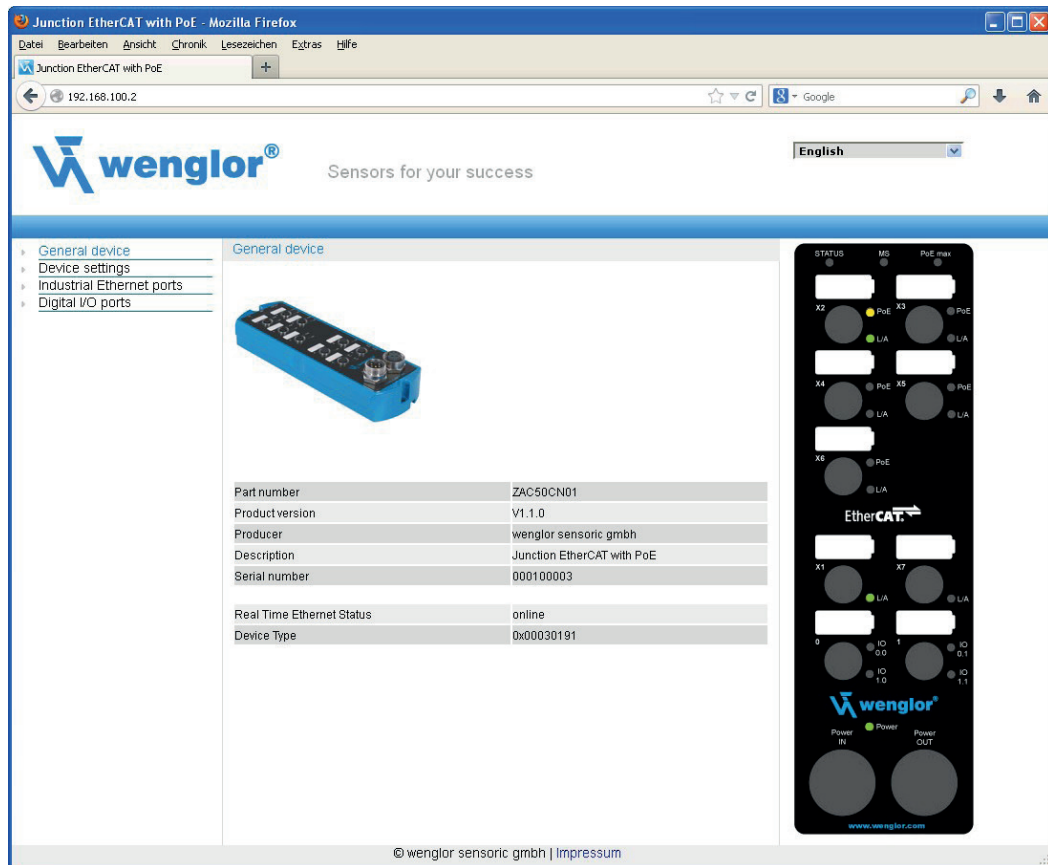 Junction EtherCAT with PoE - Mozilla Firefox
Datei Bearbeiten Ansicht Chronik Lesezeichen Extras Hilfe
Junction EtherCAT with PoE +
192.168.100.2 Google
wenglor® Sensors for your success English
General device
Device settings
Industrial Ethernet ports
Digital I/O ports
General device
Part number ZAC50CN01
Product version V1.1.0
Producer wenglor sensoric gmbh
Description Junction EtherCAT with PoE
Serial number 000100003
Real Time Ethernet Status online
Device Type 0x00030191
STATUS MS PoE max
X2 PoE X3 PoE
L/A L/A
X4 PoE X5 PoE
L/A L/A
X6 PoE
L/A
EtherCAT.
X1 X7
L/A L/A
0 IO 0.0 1 IO 0.1
IO 1.0 IO 1.1
wenglor®
Power IN Power Power OUT
www.wenglor.com
© wenglor sensoric gmbh | Impressum